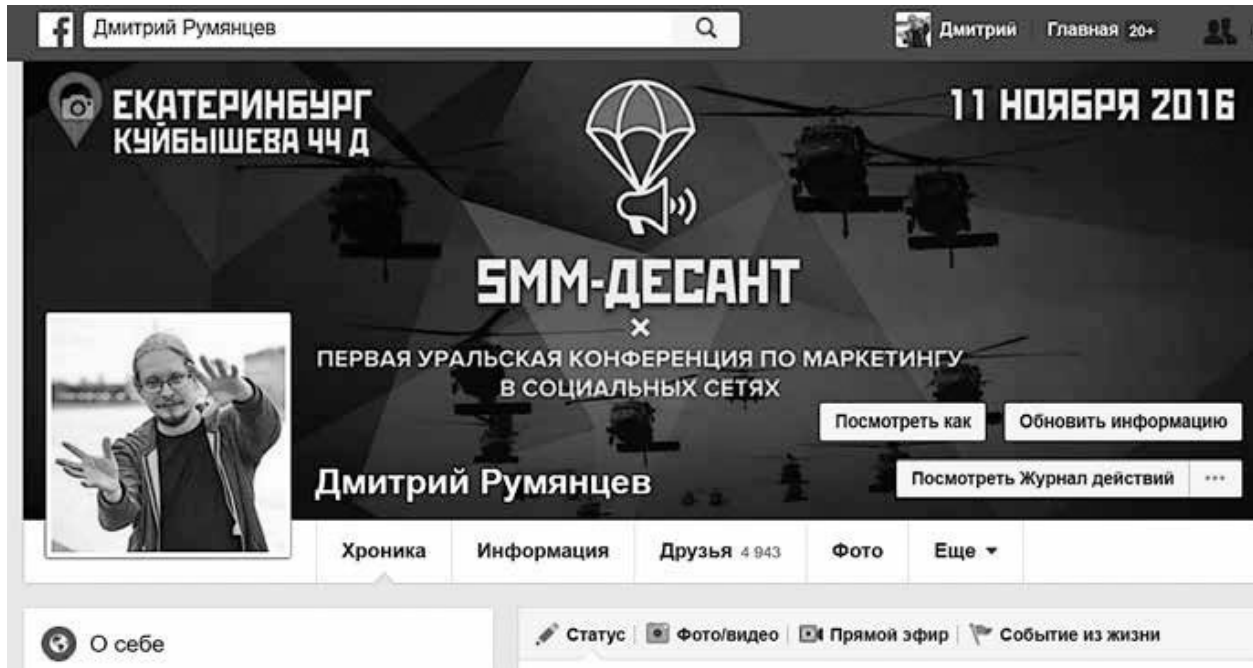 f Дмитрий Румянцев
Дмитрий Главная 20+
ЕКАТЕРИНБУРГ
КУЙБЫШЕВА 44 Д
11 НОЯБРЯ 2016
SMM-ДЕСАНТ
ПЕРВАЯ УРАЛЬСКАЯ КОНФЕРЕНЦИЯ ПО МАРКЕТИНГУ
В СОЦИАЛЬНЫХ СЕТЯХ
Посмотреть как Обновить информацию
Дмитрий Румянцев
Посмотреть Журнал действий ...
Хроника Информация Друзья 4 943 Фото Еще
О себе
Статус Фото/видео Прямой эфир Событие из жизни